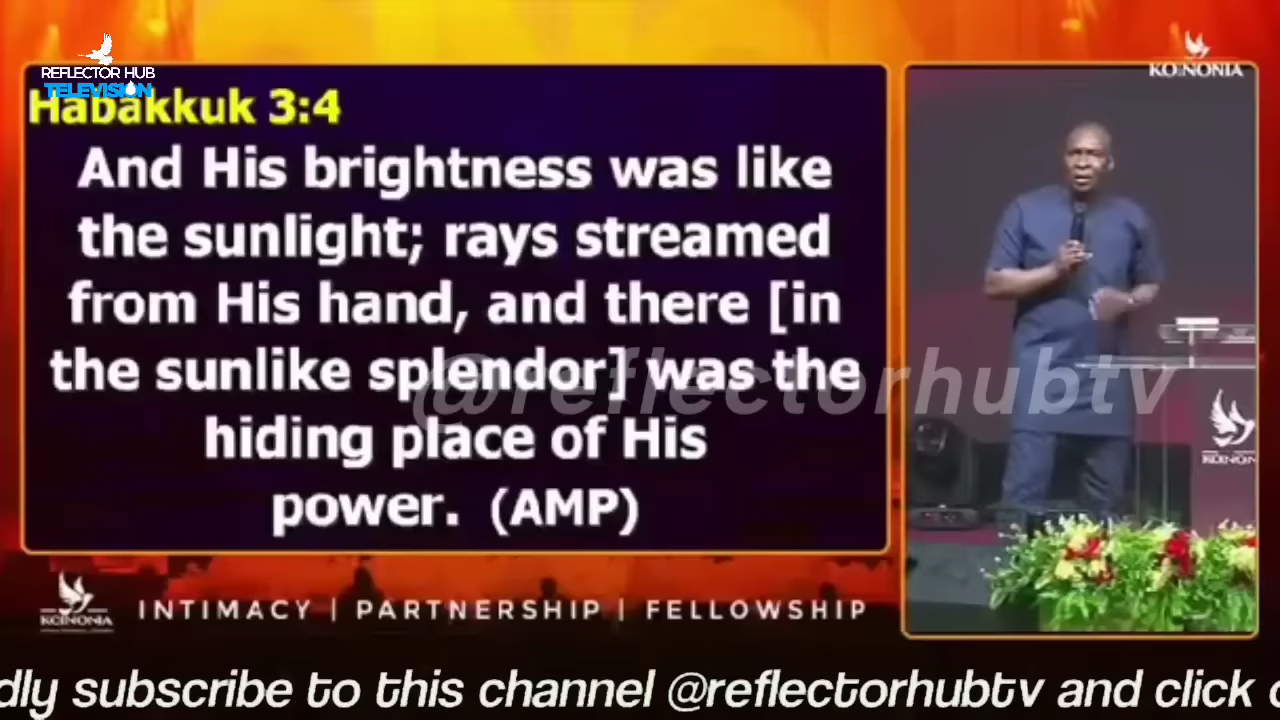 REFLECTOR HUB
TELEVISION
KOINONIA
Habakkuk 3:4
And His brightness was like
the sunlight; rays streamed
from His hand, and there [in
the sunlike splendor] was the
hiding place of His
power. (AMP)
@reflectorhubtv
KOINONIA
KOINONIA
INTIMACY | PARTNERSHIP | FELLOWSHIP
subscribe to this channel @reflectorhubtv and click